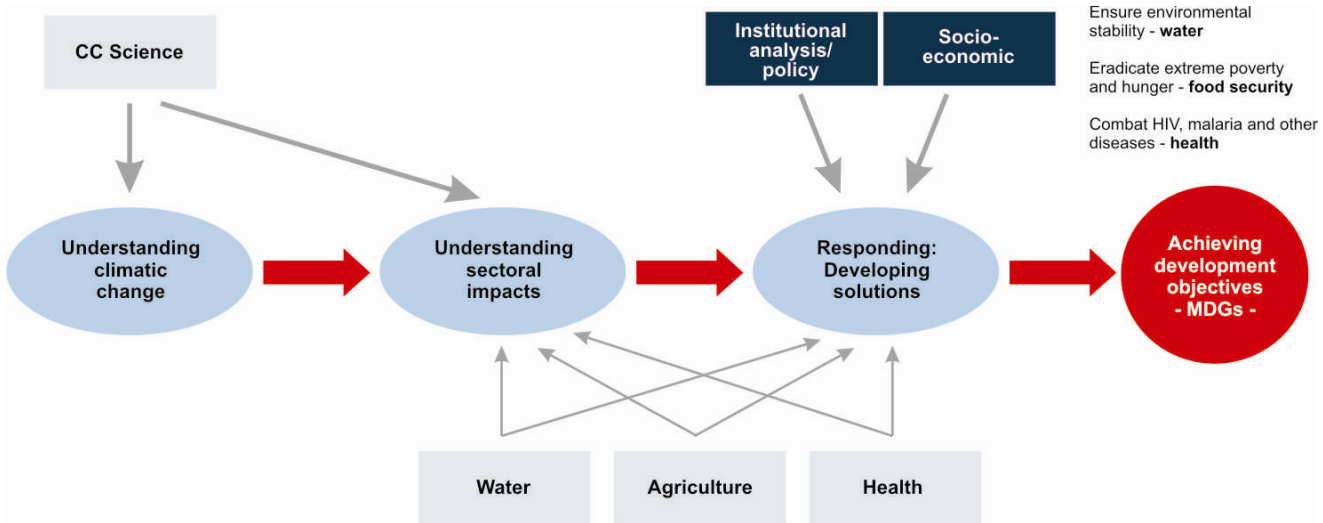 CC Science
Institutional
analysis/
policy
Socio-
economic
Ensure environmental
stability - water
Eradicate extreme poverty
and hunger - food security
Combat HIV, malaria and other
diseases - health
Understanding
climatic
change
Understanding
sectoral
impacts
Responding:
Developing
solutions
Achieving
development
objectives
- MDGs -
Water
Agriculture
Health